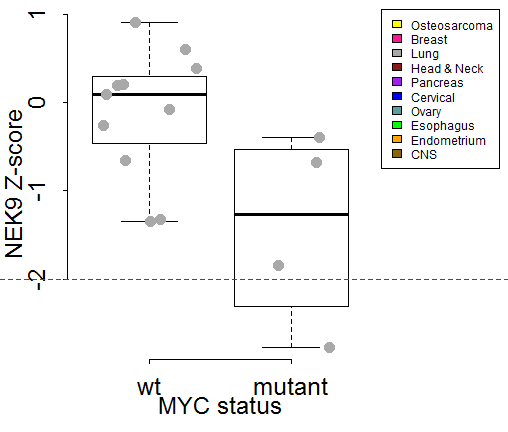 1
0
-1
-2
NEK9 Z-score
wt mutant
MYC status
Osteosarcoma
Breast
Lung
Head & Neck
Pancreas
Cervical
Ovary
Esophagus
Endometrium
CNS